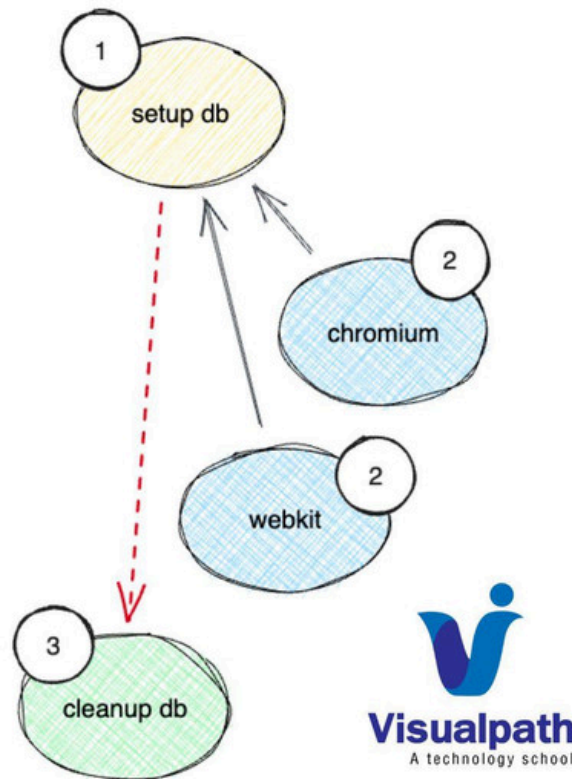 1
setup db
2
chromium
2
webkit
3
cleanup db
Visualpath
A technology school